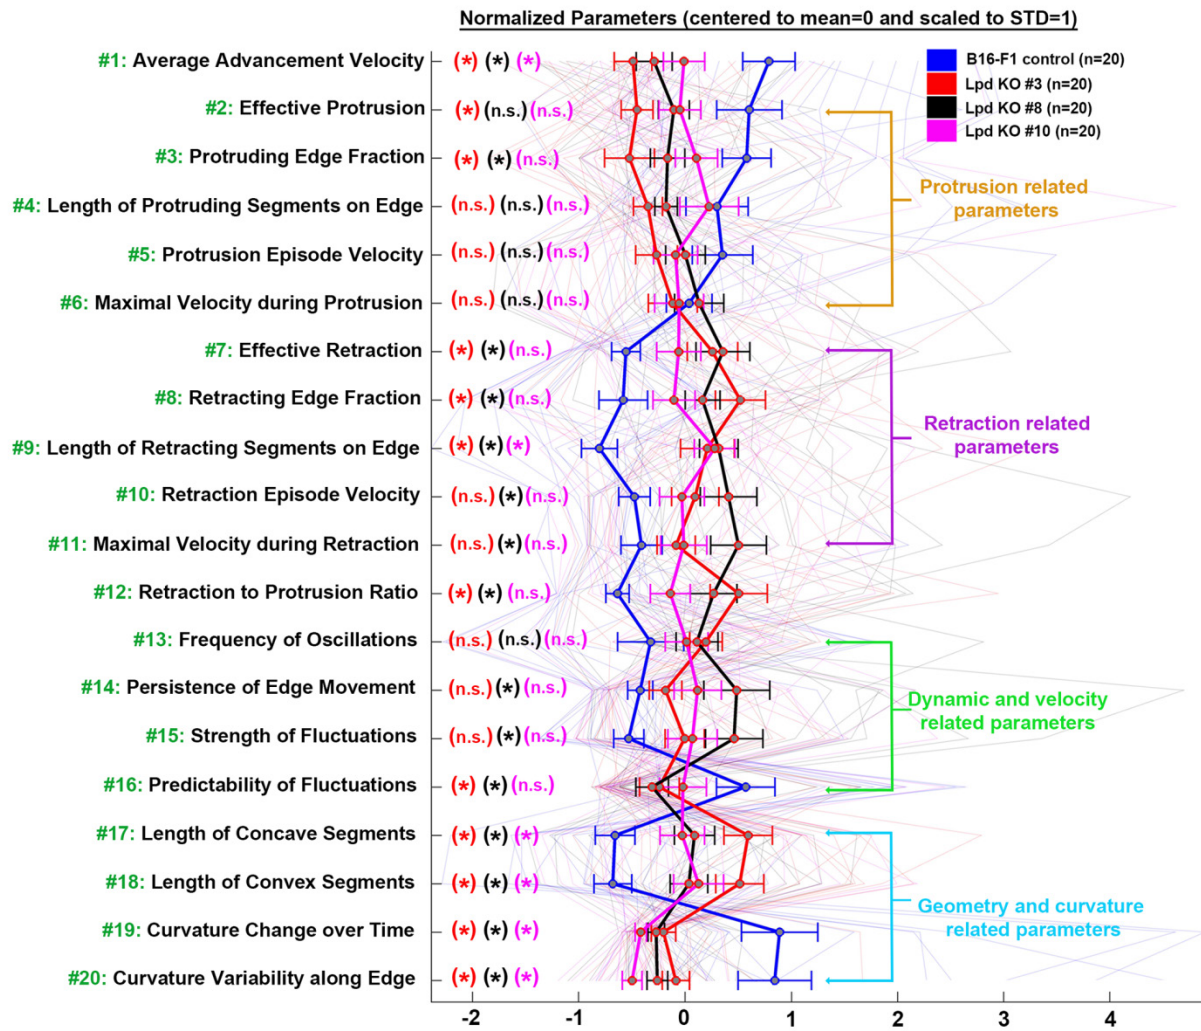 Normalized Parameters (centered to mean=0 and scaled to STD=1)
B16-F1 control (n=20)
Lpd KO #3 (n=20)
Lpd KO #8 (n=20)
Lpd KO #10 (n=20)
#1: Average Advancement Velocity (*) (*) (*)
#2: Effective Protrusion (*) (n.s.) (n.s.)
#3: Protruding Edge Fraction (*) (*) (n.s.)
#4: Length of Protruding Segments on Edge (n.s.) (n.s.) (n.s.)
#5: Protrusion Episode Velocity (n.s.) (n.s.) (n.s.)
#6: Maximal Velocity during Protrusion (n.s.) (n.s.) (n.s.)
Protrusion related
parameters
#7: Effective Retraction (*) (*) (n.s.)
#8: Retracting Edge Fraction (*) (*) (n.s.)
#9: Length of Retracting Segments on Edge (*) (*) (*)
#10: Retraction Episode Velocity (n.s.) (*) (n.s.)
#11: Maximal Velocity during Retraction (n.s.) (*) (n.s.)
Retraction related
parameters
#12: Retraction to Protrusion Ratio (*) (*) (n.s.)
#13: Frequency of Oscillations (n.s.) (n.s.) (n.s.)
#14: Persistence of Edge Movement (n.s.) (*) (n.s.)
#15: Strength of Fluctuations (n.s.) (*) (n.s.)
#16: Predictability of Fluctuations (*) (*) (n.s.)
Dynamic and velocity
related parameters
#17: Length of Concave Segments (*) (*) (*)
#18: Length of Convex Segments (*) (*) (*)
#19: Curvature Change over Time (*) (*) (*)
#20: Curvature Variability along Edge (*) (*) (*)
Geometry and curvature
related parameters
-2 -1 0 1 2 3 4